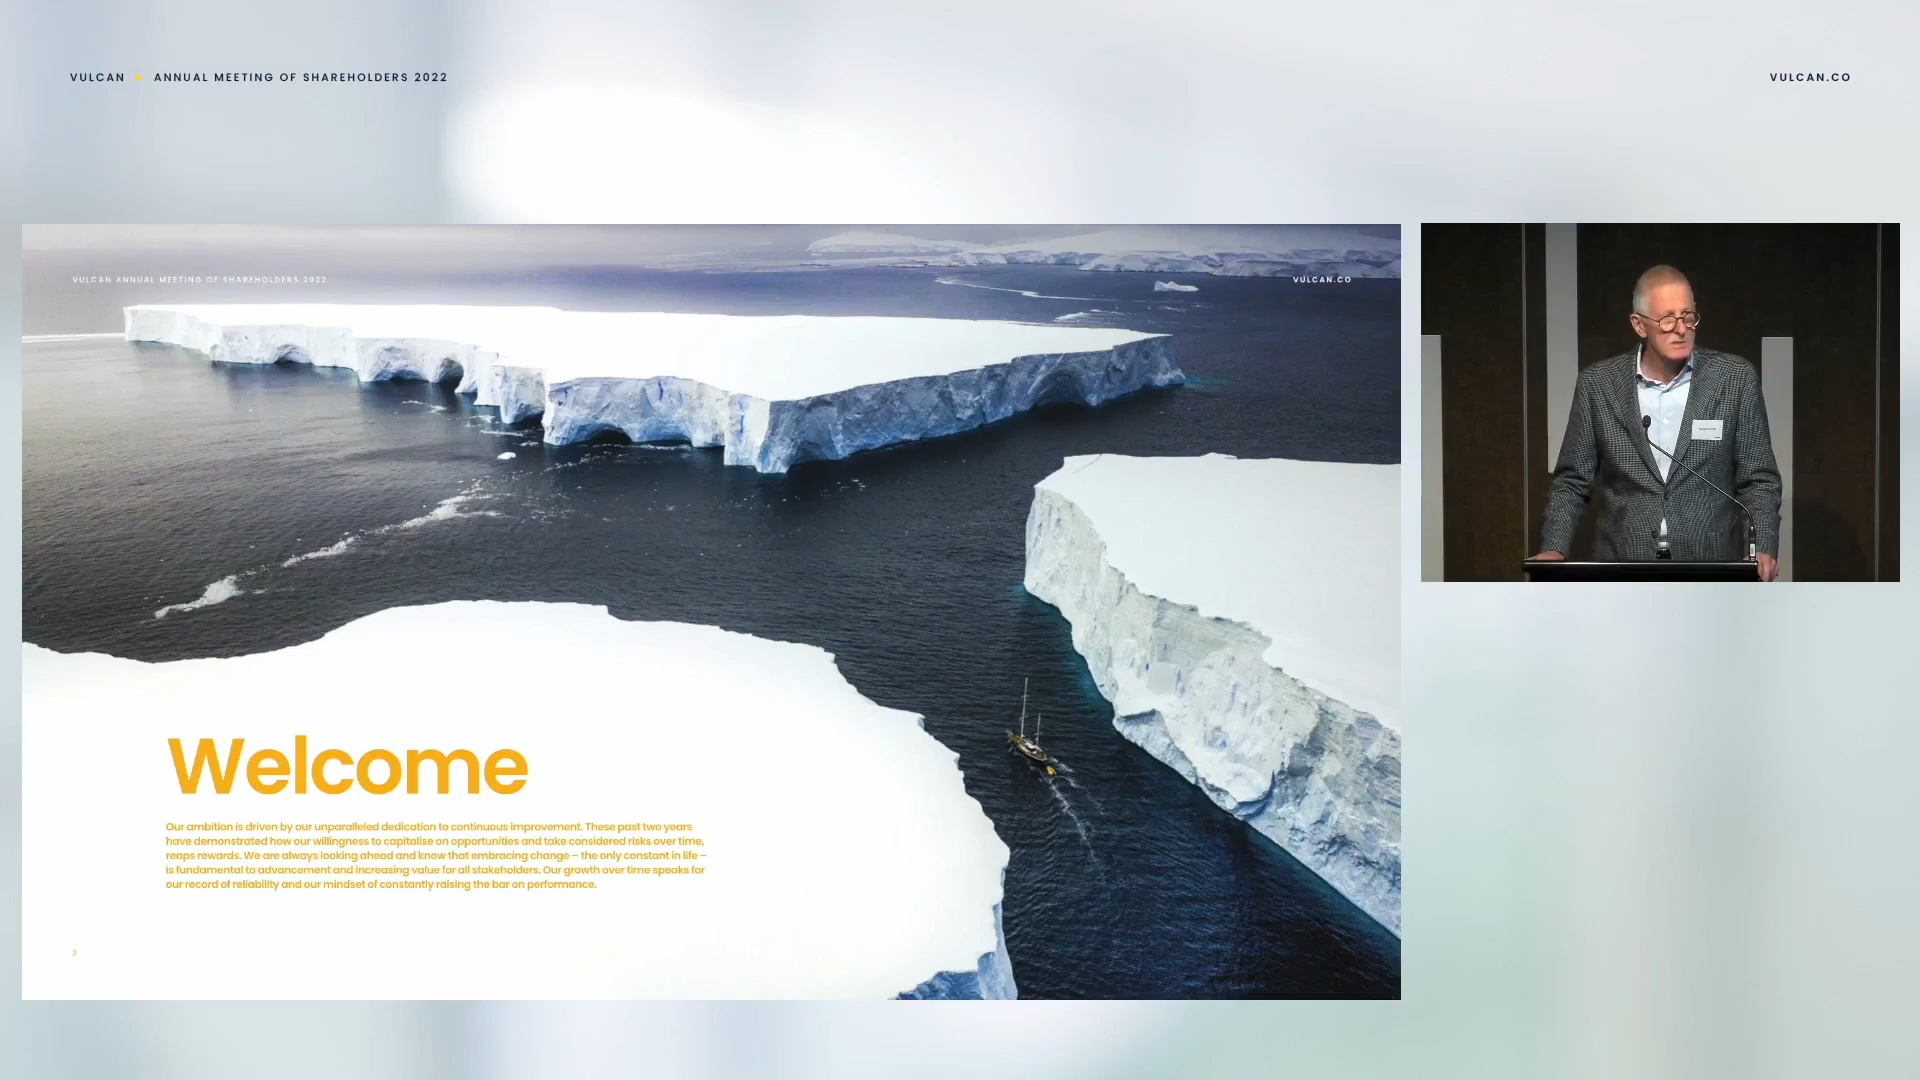 VULCAN ANNUAL MEETING OF SHAREHOLDERS 2022
VULCAN.CO
VULCAN ANNUAL MEETING OF SHAREHOLDERS 2022
VULCAN.CO
Welcome
Our ambition is driven by our unparalleled dedication to continuous improvement. These past two years
have demonstrated how our willingness to capitalise on opportunities and take considered risks over time,
reaps rewards. We are always looking ahead and know that embracing change – the only constant in life –
is fundamental to advancement and increasing value for all stakeholders. Our growth over time speaks for
our record of reliability and our mindset of constantly raising the bar on performance.
2